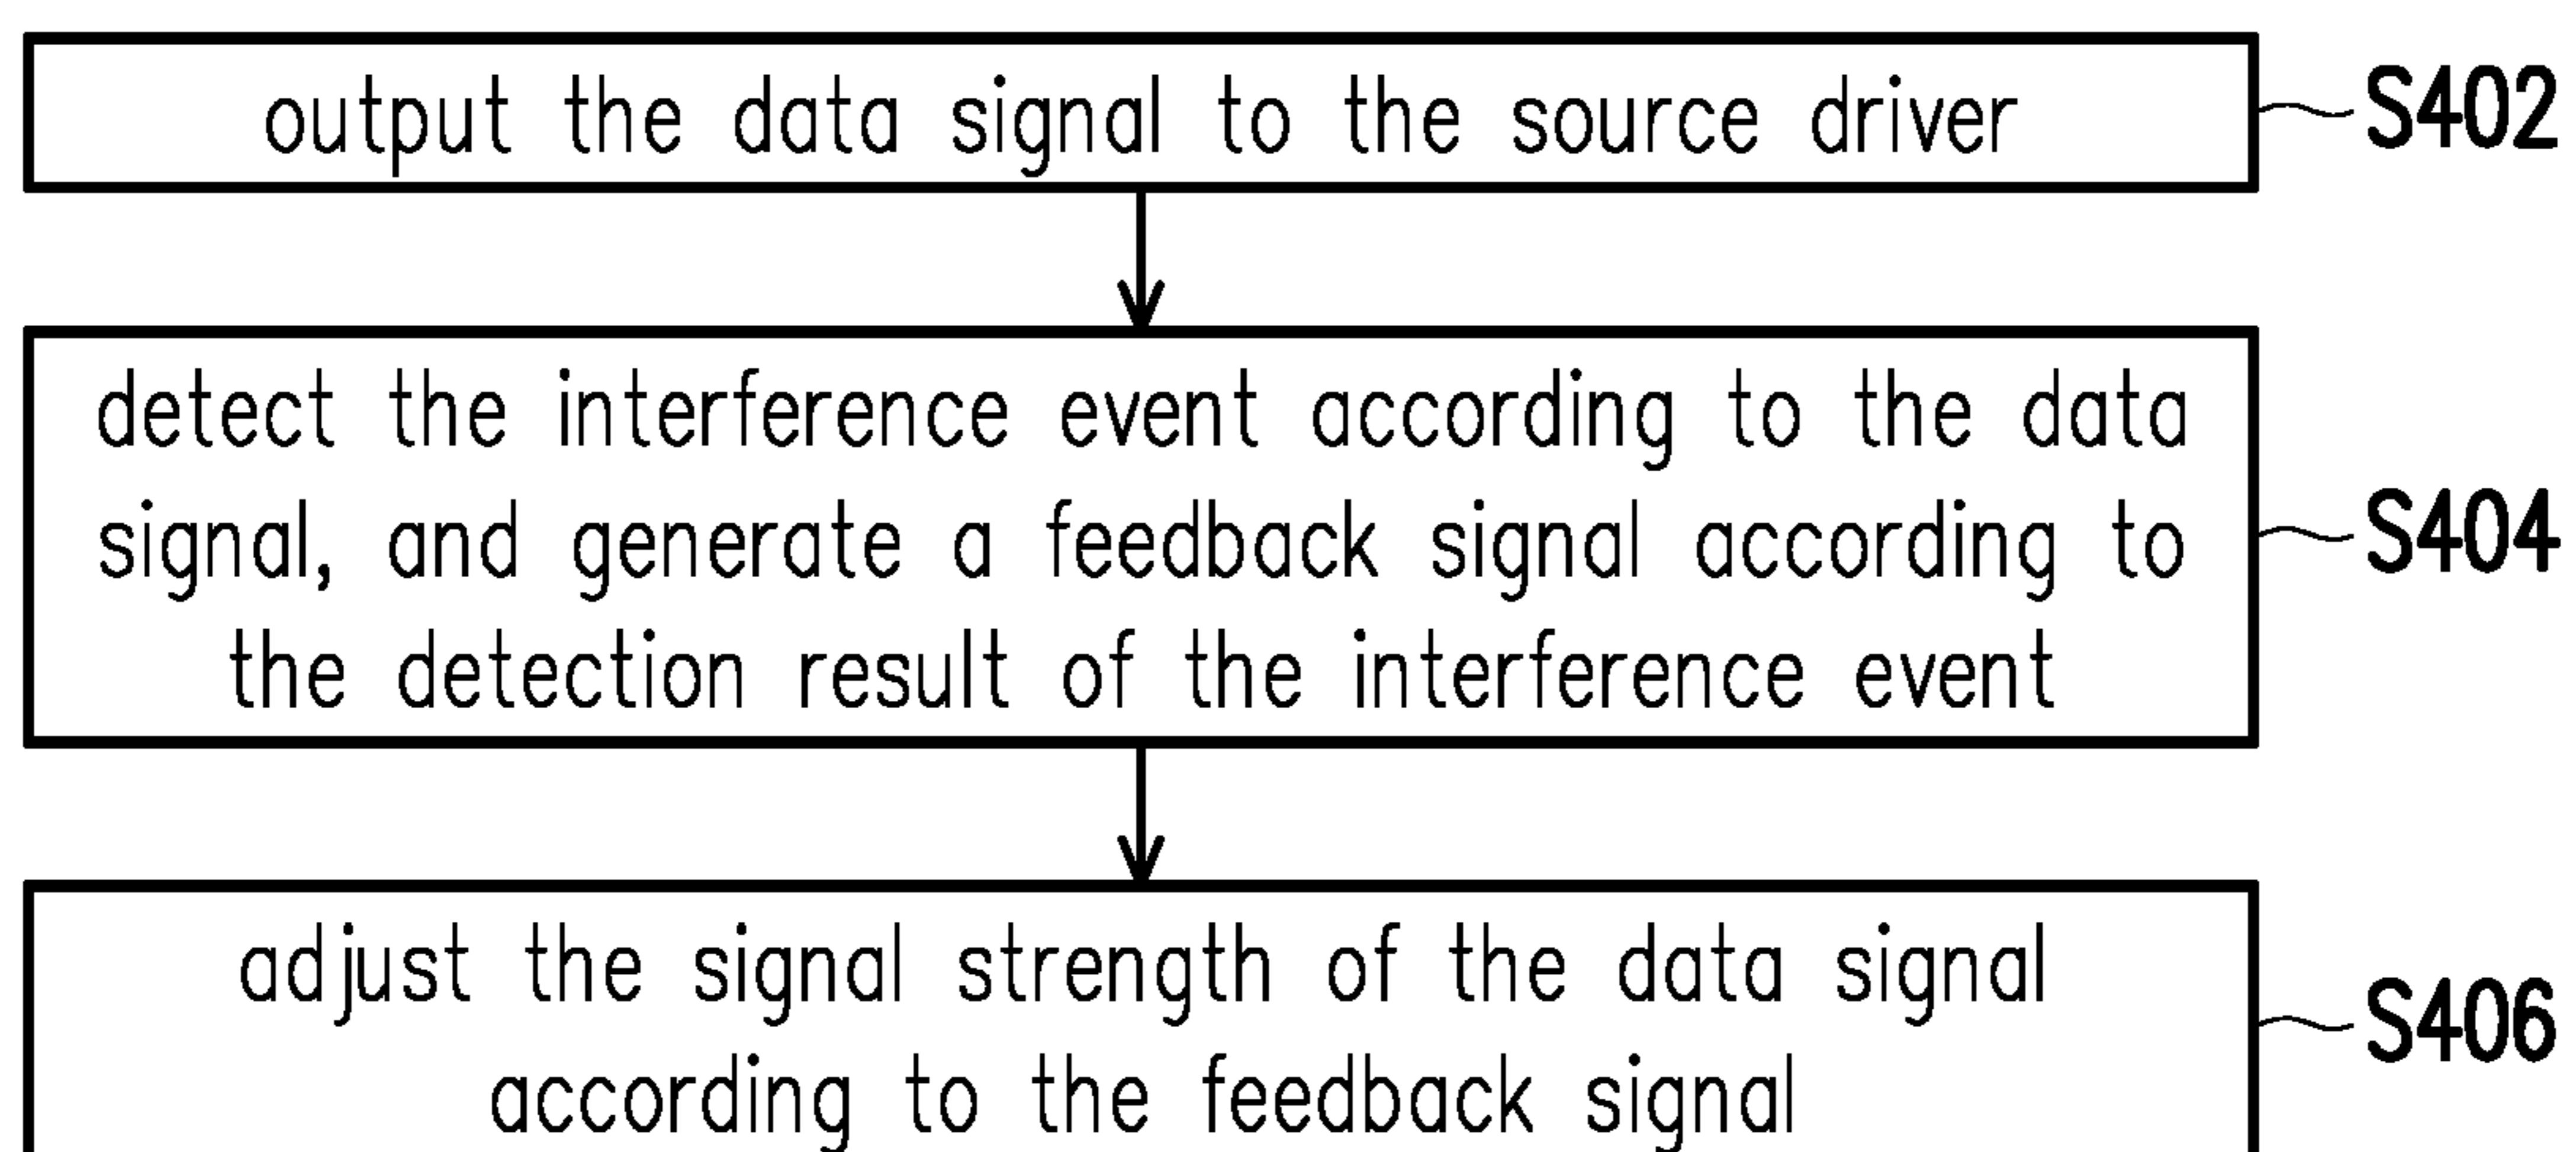 output the data signal to the source driver
S402
detect the interference event according to the data
signal, and generate a feedback signal according to
the detection result of the interference event
S404
adjust the signal strength of the data signal
according to the feedback signal
S406